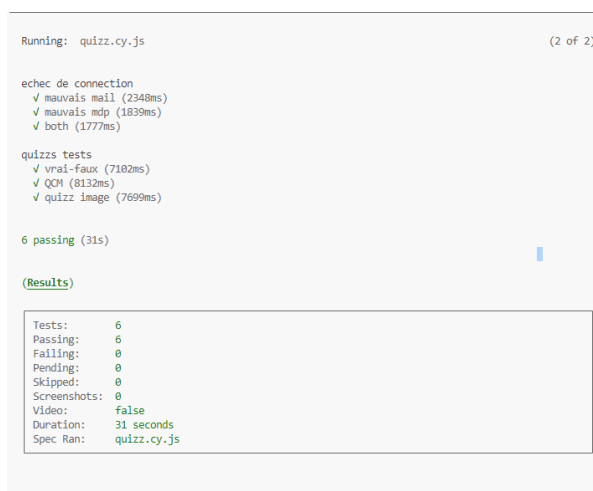 Running: quizz.cy.js (2 of 2)
echec de connection
√ mauvais mail (2348ms)
√ mauvais mdp (1839ms)
√ both (1777ms)
quizzs tests
√ vrai-faux (7102ms)
√ QCM (8132ms)
√ quizz image (7699ms)
6 passing (31s)
(Results)
Tests: 6
Passing: 6
Failing: 0
Pending: 0
Skipped: 0
Screenshots: 0
Video: false
Duration: 31 seconds
Spec Ran: quizz.cy.js